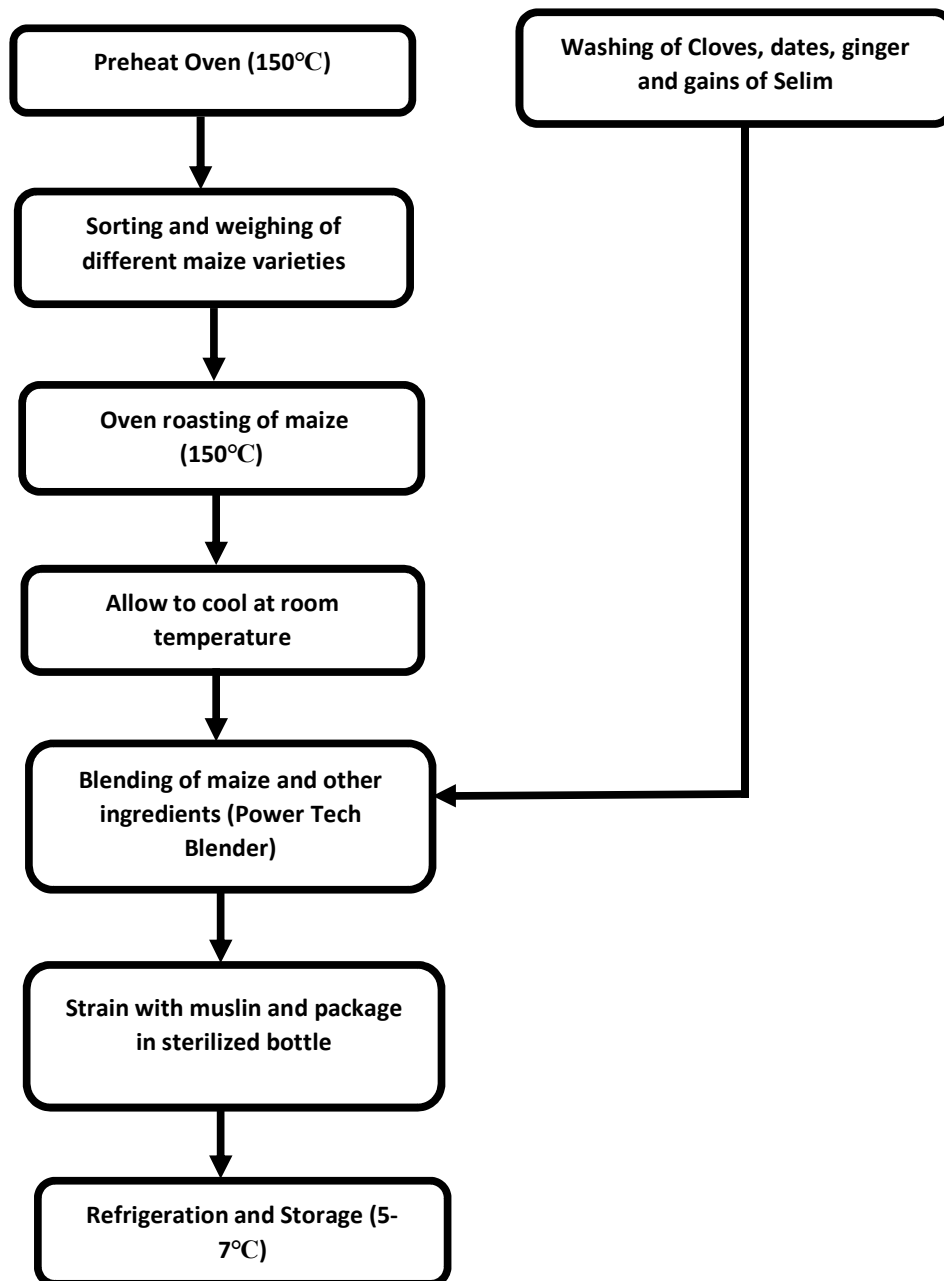 Preheat Oven (150℃)
Washing of Cloves, dates, ginger
and gains of Selim
Sorting and weighing of
different maize varieties
Oven roasting of maize
(150℃)
Allow to cool at room
temperature
Blending of maize and other
ingredients (Power Tech
Blender)
Strain with muslin and package
in sterilized bottle
Refrigeration and Storage (5-
7℃)